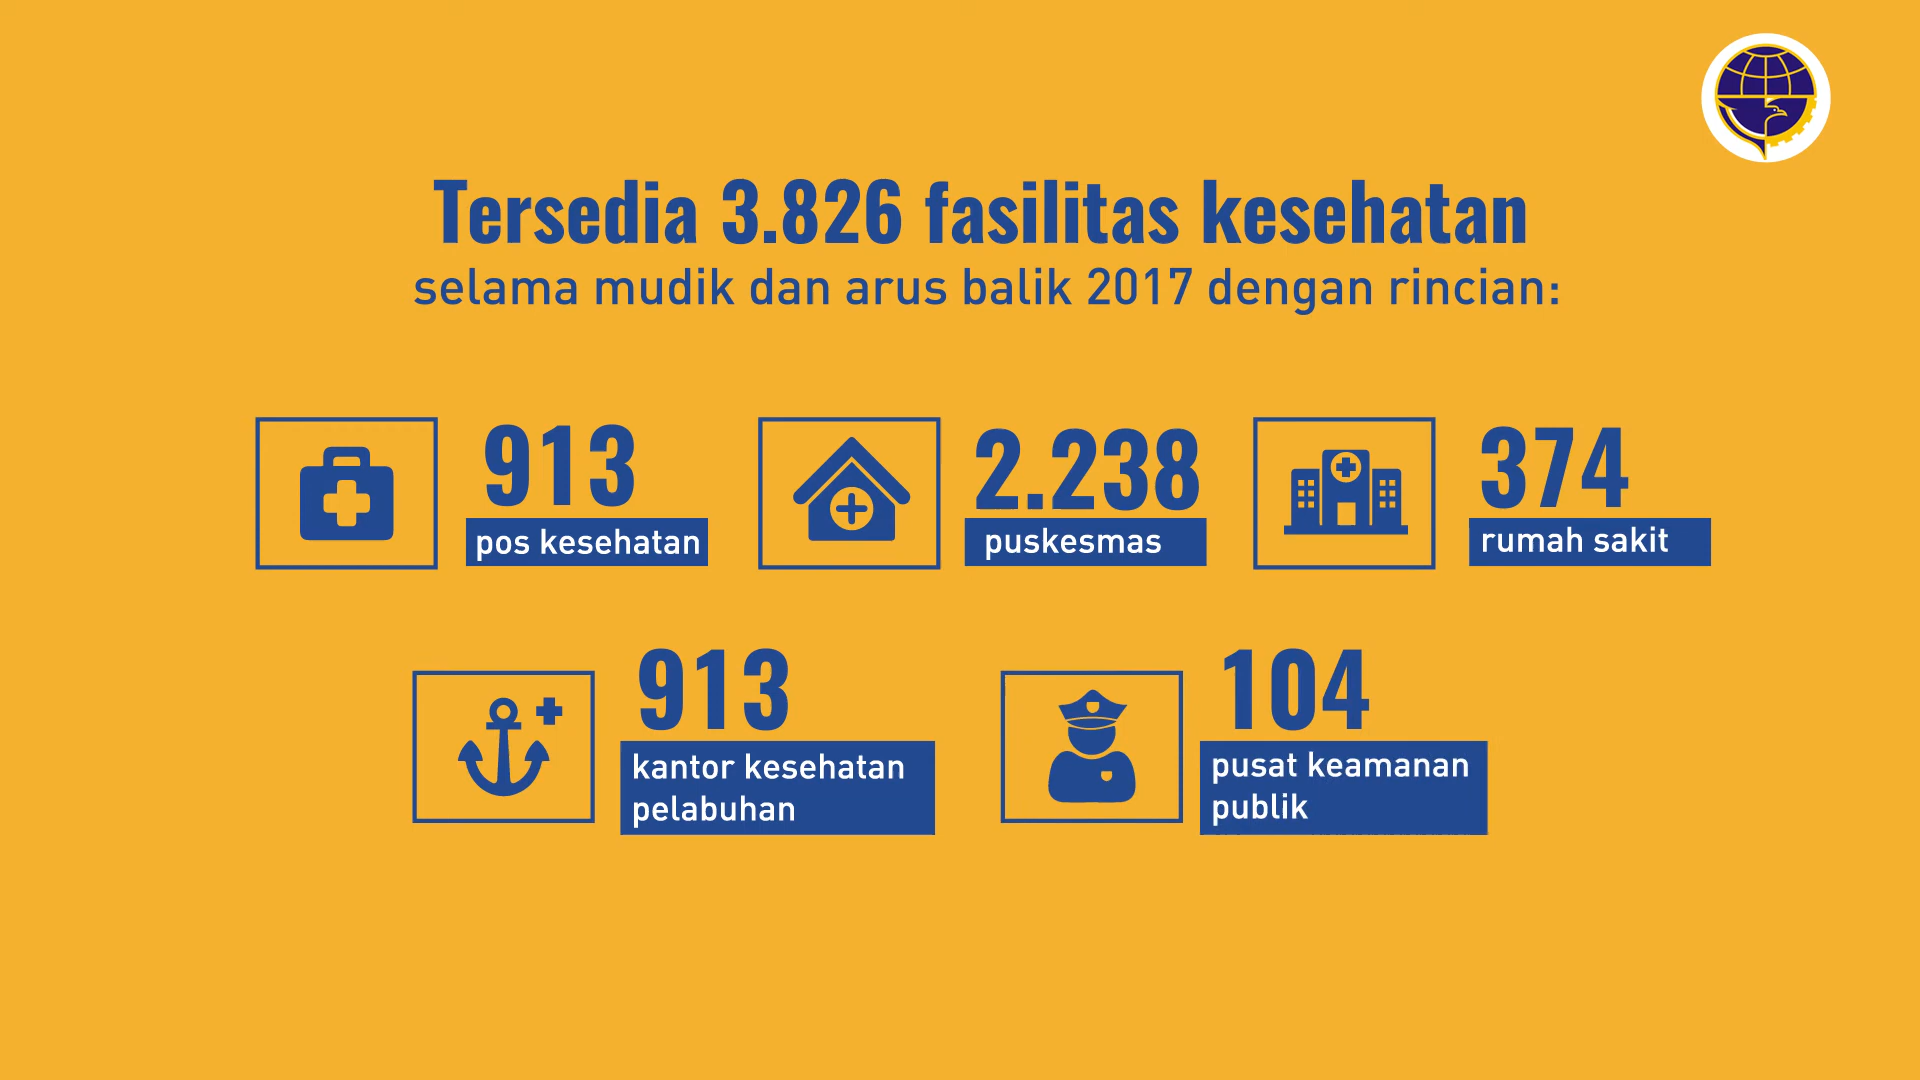 Tersedia 3.826 fasilitas kesehatan
selama mudik dan arus balik 2017 dengan rincian:
913
pos kesehatan
2.238
puskesmas
374
rumah sakit
913
kantor kesehatan
pelabuhan
104
pusat keamanan
publik